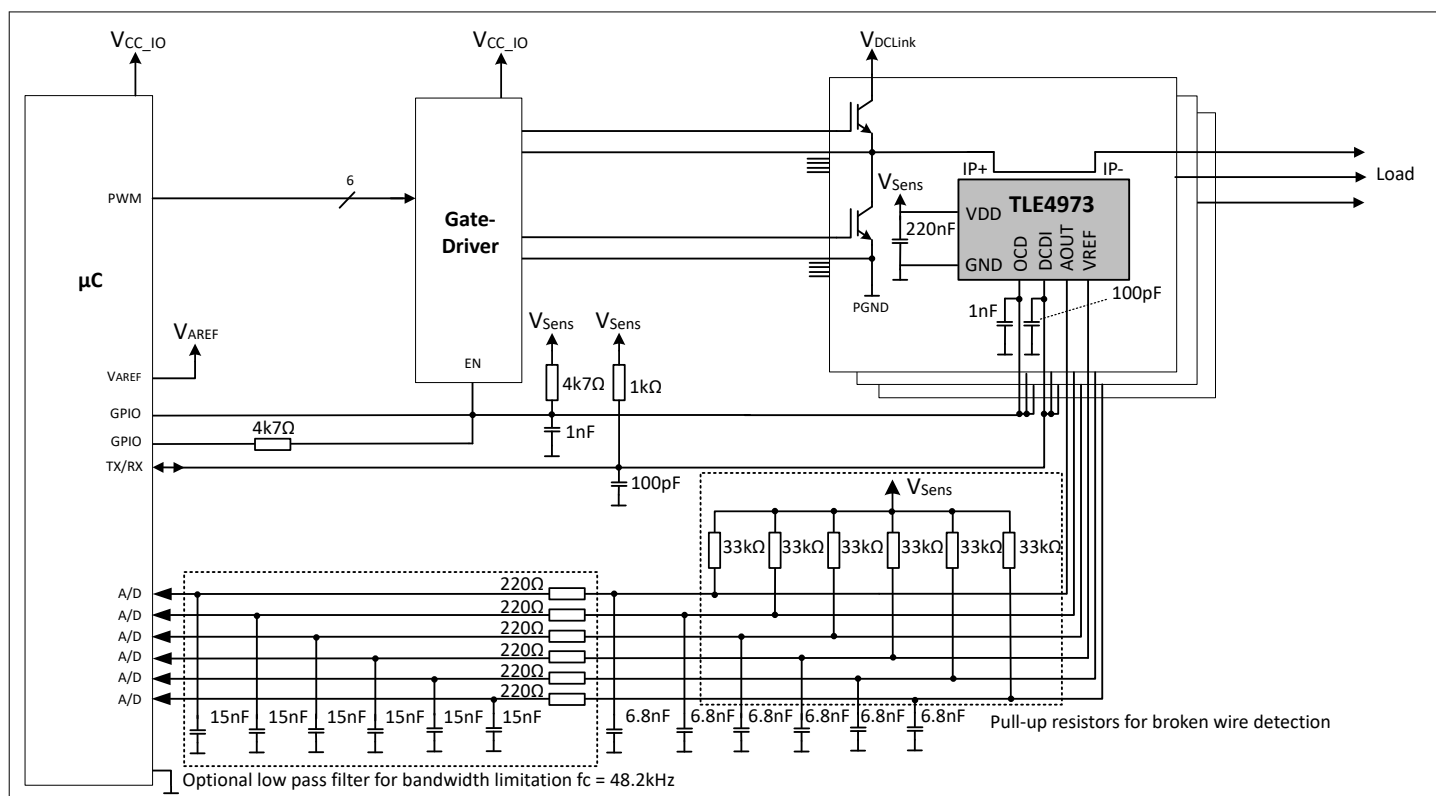 VCC_IO
VCC_IO
VDCLink
µC
PWM
6
Gate-
Driver
EN
IP+
IP-
Load
VSens
220nF
TLE4973
VDD
GND
OCD
DCDI
AOUT
VREF
PGND
1nF
100pF
VAREF
VAREF
VSens
VSens
4k7Ω
1kΩ
GPIO
GPIO
4k7Ω
1nF
TX/RX
100pF
VSens
33kΩ
33kΩ
33kΩ
33kΩ
33kΩ
33kΩ
A/D
220Ω
A/D
220Ω
A/D
220Ω
A/D
220Ω
A/D
220Ω
A/D
220Ω
15nF
15nF
15nF
15nF
15nF
15nF
6.8nF
6.8nF
6.8nF
6.8nF
6.8nF
6.8nF
Pull-up resistors for broken wire detection
Optional low pass filter for bandwidth limitation fc = 48.2kHz